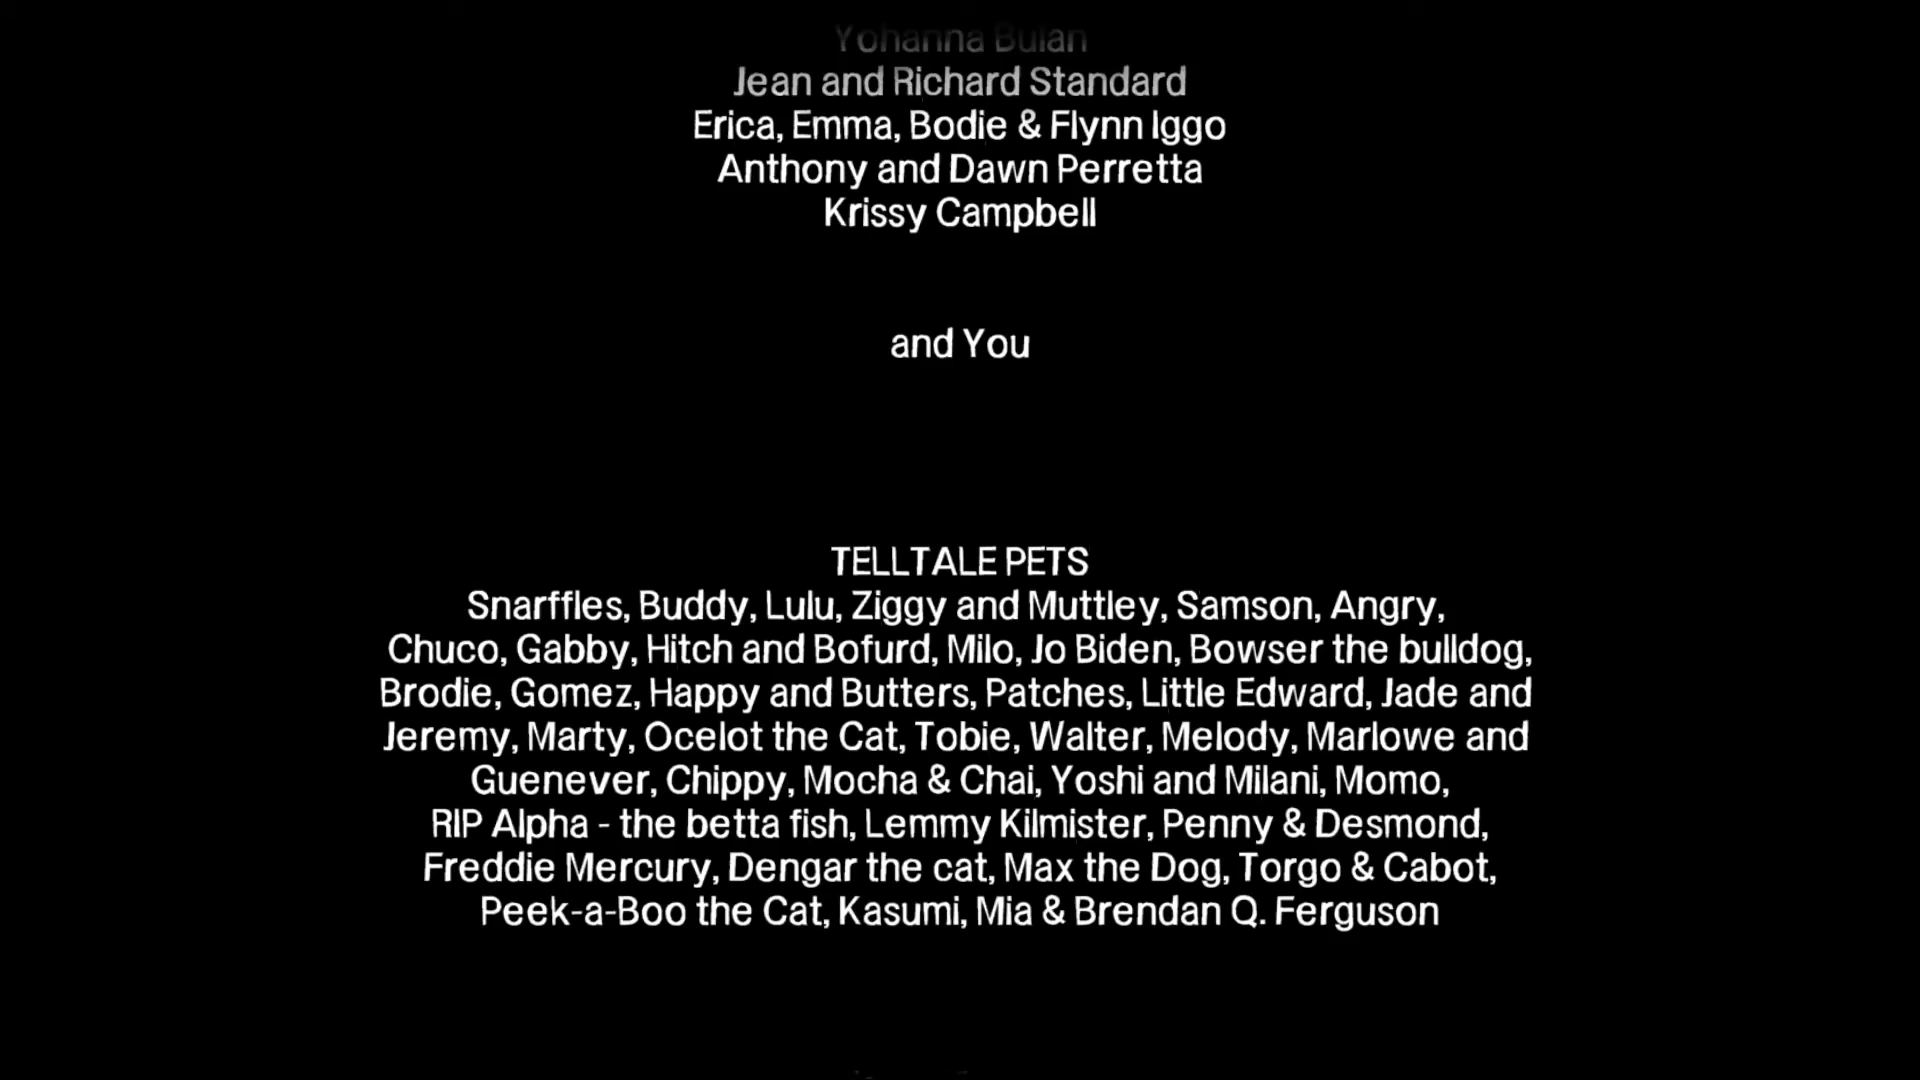 Yohanna Bulan
Jean and Richard Standard
Erica, Emma, Bodie & Flynn Iggo
Anthony and Dawn Perretta
Krissy Campbell
and You
TELLTALE PETS
Snarffles, Buddy, Lulu, Ziggy and Muttley, Samson, Angry,
Chuco, Gabby, Hitch and Bofurd, Milo, Jo Biden, Bowser the bulldog,
Brodie, Gomez, Happy and Butters, Patches, Little Edward, Jade and
Jeremy, Marty, Ocelot the Cat, Tobie, Walter, Melody, Marlowe and
Guenever, Chippy, Mocha & Chai, Yoshi and Milani, Momo,
RIP Alpha - the betta fish, Lemmy Kilmister, Penny & Desmond,
Freddie Mercury, Dengar the cat, Max the Dog, Torgo & Cabot,
Peek-a-Boo the Cat, Kasumi, Mia & Brendan Q. Ferguson